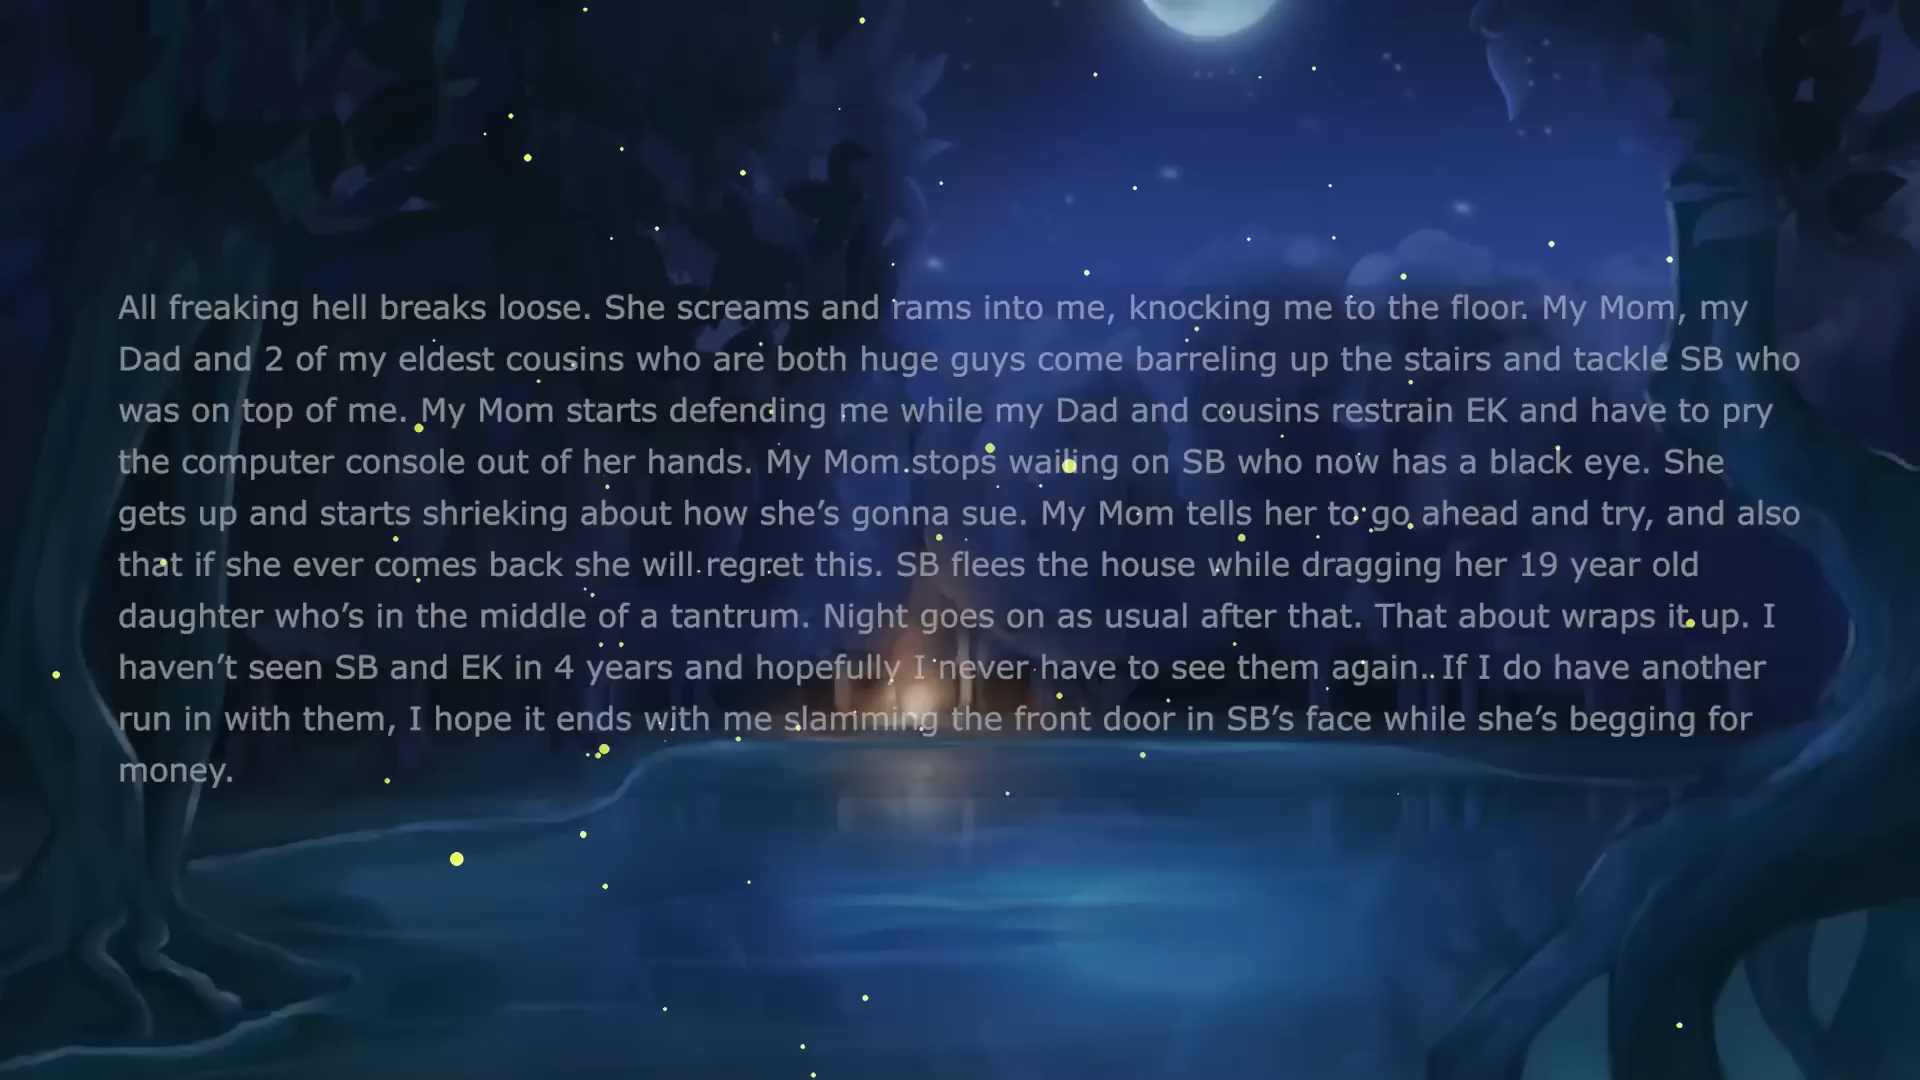 All freaking hell breaks loose. She screams and rams into me, knocking me to the floor. My Mom, my
Dad and 2 of my eldest cousins who are both huge guys come barreling up the stairs and tackle SB who
was on top of me. My Mom starts defending me while my Dad and cousins restrain EK and have to pry
the computer console out of her hands. My Mom stops wailing on SB who now has a black eye. She
gets up and starts shrieking about how she’s gonna sue. My Mom tells her to go ahead and try, and also
that if she ever comes back she will regret this. SB flees the house while dragging her 19 year old
daughter who’s in the middle of a tantrum. Night goes on as usual after that. That about wraps it up. I
haven’t seen SB and EK in 4 years and hopefully I never have to see them again. If I do have another
run in with them, I hope it ends with me slamming the front door in SB’s face while she’s begging for
money.